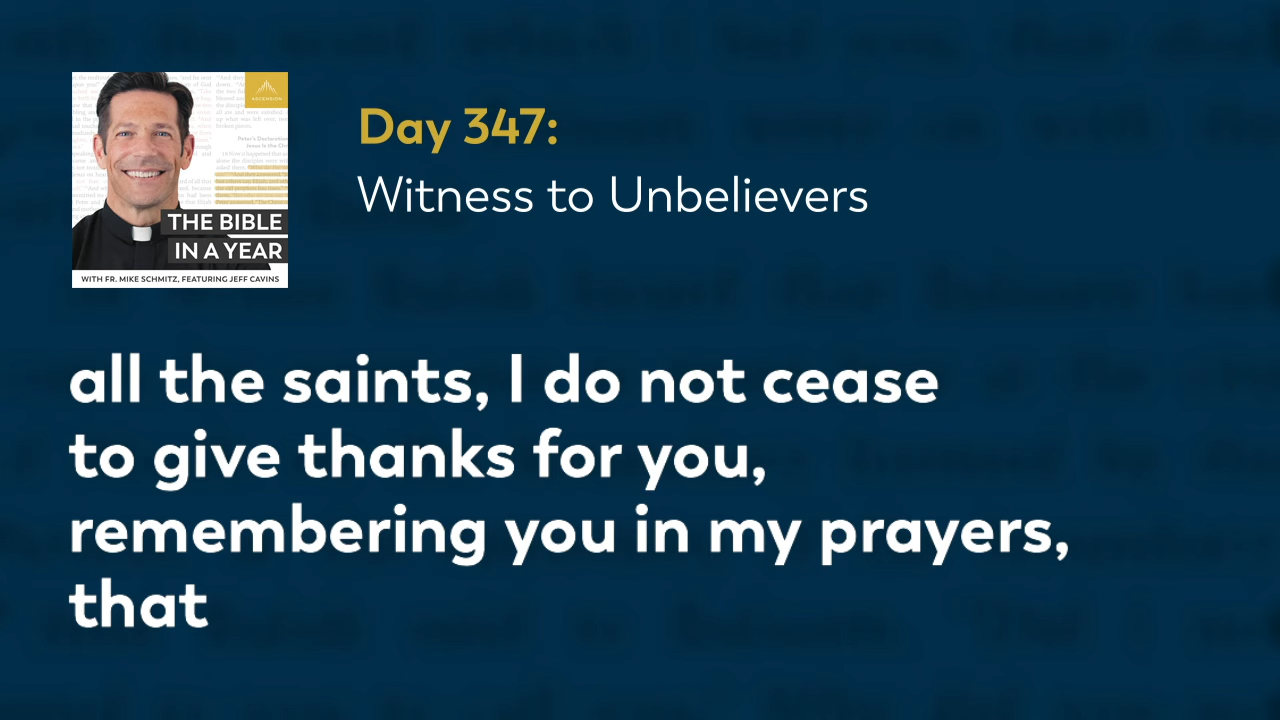 ASCENSION
THE BIBLE
IN A YEAR
WITH FR. MIKE SCHMITZ, FEATURING JEFF CAVINS
Day 347:
Witness to Unbelievers
all the saints, I do not cease
to give thanks for you,
remembering you in my prayers,
that